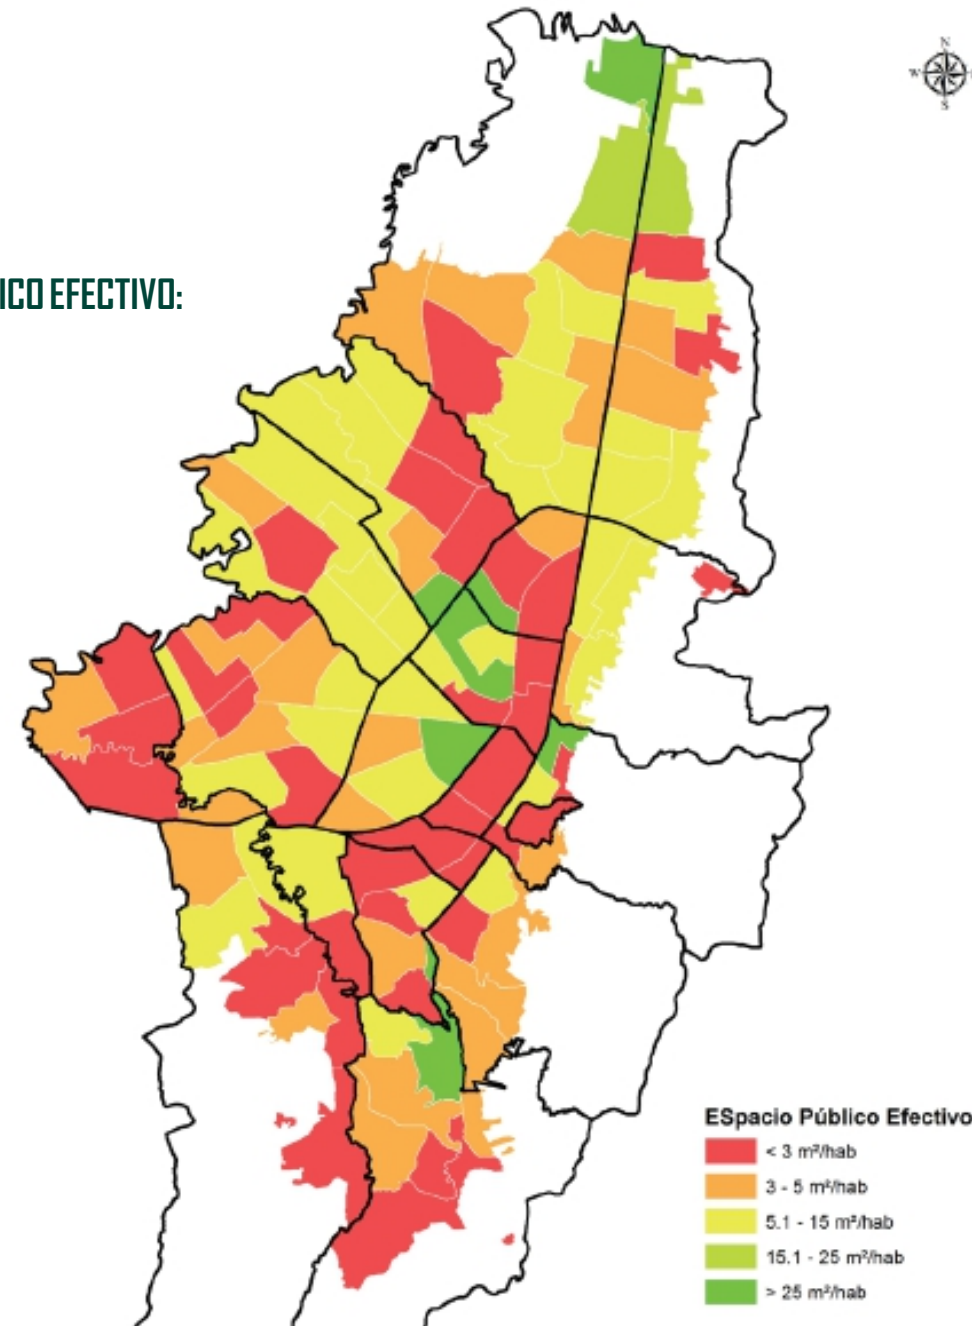 N
W
S
ICO EFECTIVO:
ESpacio Público Efectivo
< 3 m²/hab
3 - 5 m²/hab
5.1 - 15 m²/hab
15.1 - 25 m²/hab
> 25 m²/hab